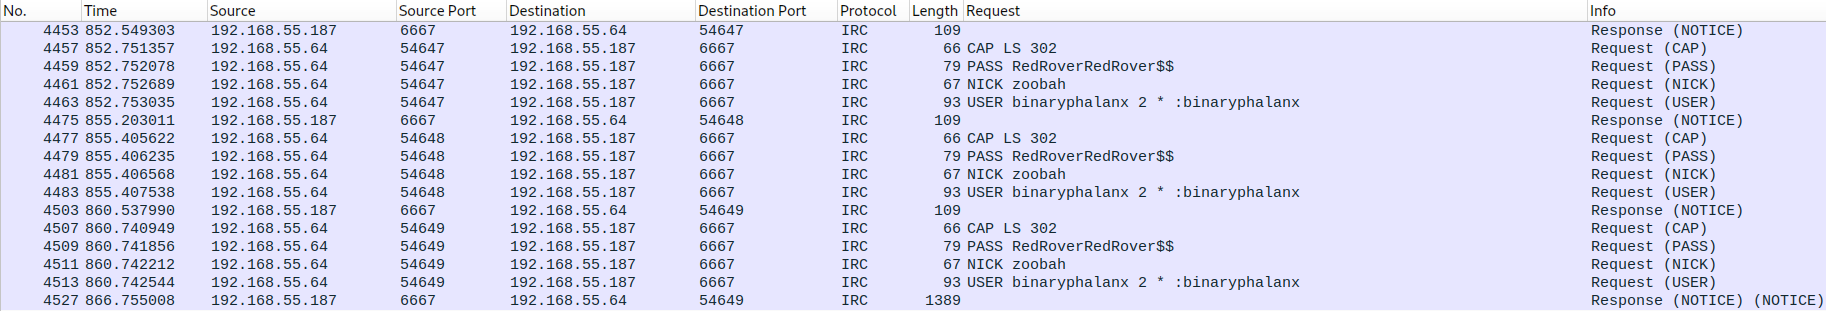 No. Time Source Source Port Destination Destination Port Protocol Length Request Info
4453 852.549303 192.168.55.187 6667 192.168.55.64 54647 IRC 109 Response (NOTICE)
4457 852.751357 192.168.55.64 54647 192.168.55.187 6667 IRC 66 CAP LS 302 Request (CAP)
4459 852.752078 192.168.55.64 54647 192.168.55.187 6667 IRC 79 PASS RedRoverRedRover$$ Request (PASS)
4461 852.752689 192.168.55.64 54647 192.168.55.187 6667 IRC 67 NICK zoobah Request (NICK)
4463 852.753035 192.168.55.64 54647 192.168.55.187 6667 IRC 93 USER binaryphalanx 2 * :binaryphalanx Request (USER)
4475 855.203011 192.168.55.187 6667 192.168.55.64 54648 IRC 109 Response (NOTICE)
4477 855.405622 192.168.55.64 54648 192.168.55.187 6667 IRC 66 CAP LS 302 Request (CAP)
4479 855.406235 192.168.55.64 54648 192.168.55.187 6667 IRC 79 PASS RedRoverRedRover$$ Request (PASS)
4481 855.406568 192.168.55.64 54648 192.168.55.187 6667 IRC 67 NICK zoobah Request (NICK)
4483 855.407538 192.168.55.64 54648 192.168.55.187 6667 IRC 93 USER binaryphalanx 2 * :binaryphalanx Request (USER)
4503 860.537990 192.168.55.187 6667 192.168.55.64 54649 IRC 109 Response (NOTICE)
4507 860.740949 192.168.55.64 54649 192.168.55.187 6667 IRC 66 CAP LS 302 Request (CAP)
4509 860.741856 192.168.55.64 54649 192.168.55.187 6667 IRC 79 PASS RedRoverRedRover$$ Request (PASS)
4511 860.742212 192.168.55.64 54649 192.168.55.187 6667 IRC 67 NICK zoobah Request (NICK)
4513 860.742544 192.168.55.64 54649 192.168.55.187 6667 IRC 93 USER binaryphalanx 2 * :binaryphalanx Request (USER)
4527 866.755008 192.168.55.187 6667 192.168.55.64 54649 IRC 1389 Response (NOTICE) (NOTICE)